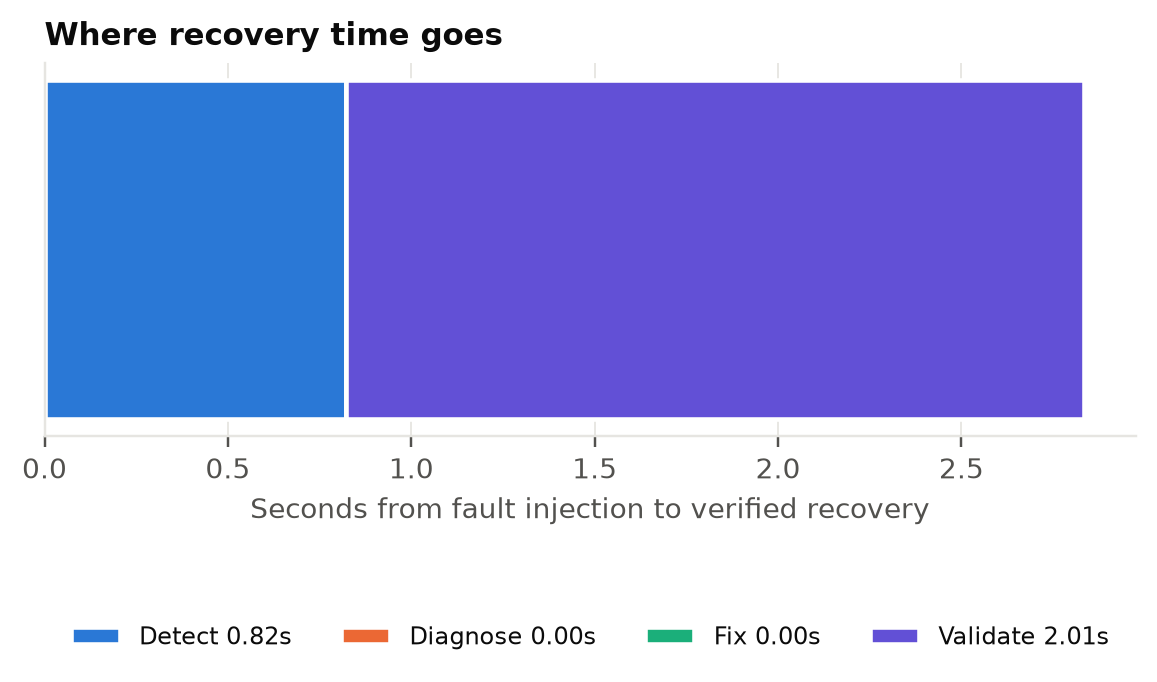 Where recovery time goes
0.0 0.5 1.0 1.5 2.0 2.5
Seconds from fault injection to verified recovery
Detect 0.82s Diagnose 0.00s Fix 0.00s Validate 2.01s